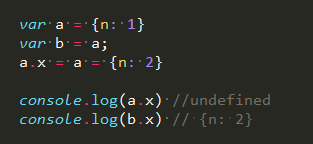 var a = {n: 1}
var b = a;
a.x = a = {n: 2}
console.log(a.x) //undefined
console.log(b.x) // {n: 2}